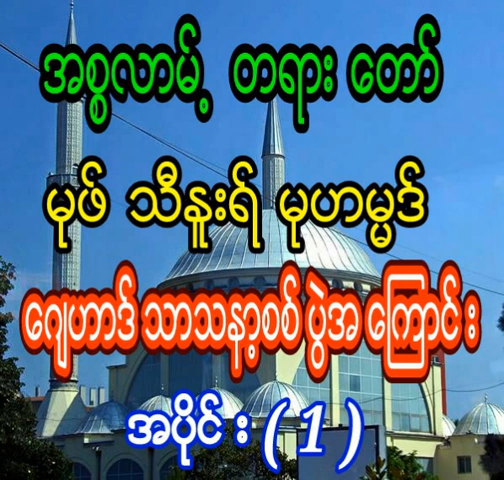 အစ္စလာမ့် တရား တော်
မုဖ် သီနူးရ် မုဟမ္မဒ်
ဂျေဟာဒ် သာသနာ့စစ် ပွဲအ ကြောင်း
အပိုင်း ( 1 )